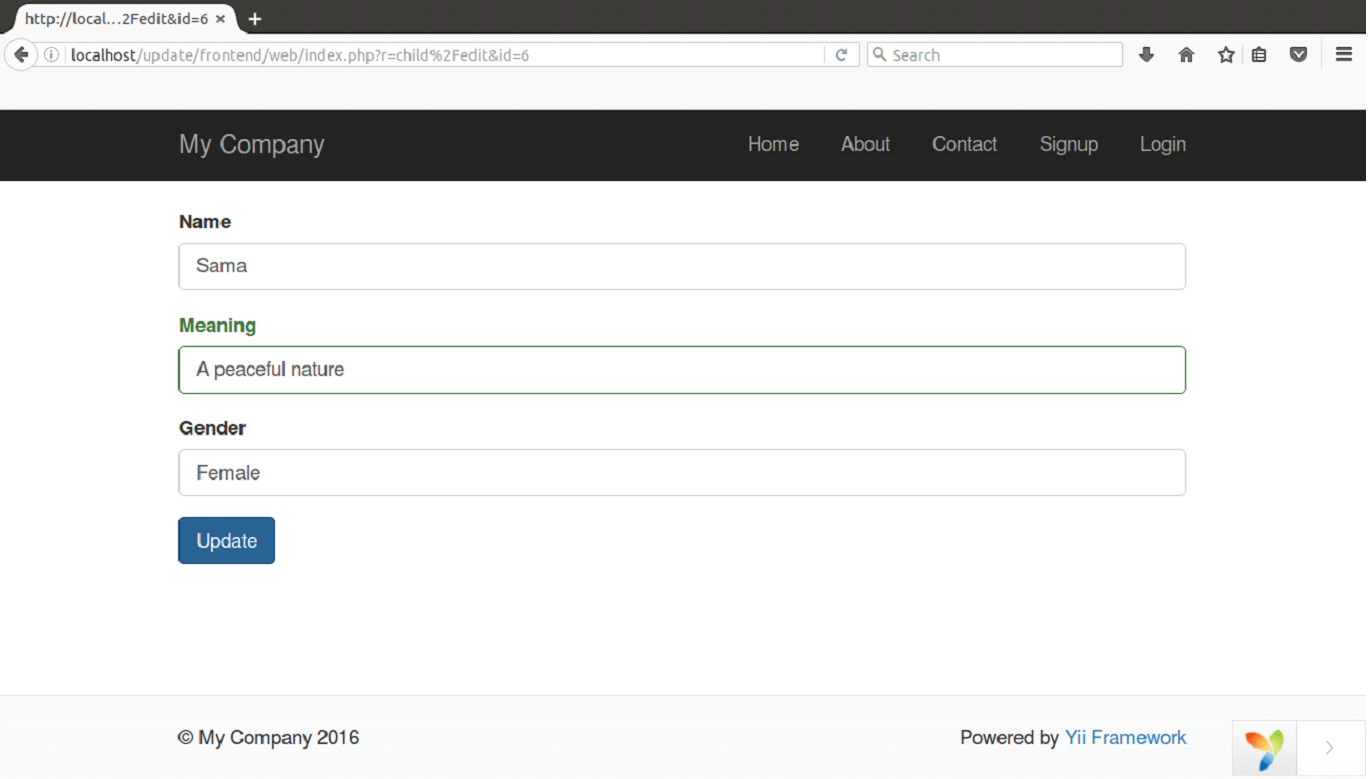 http://local...2Fedit&id=6
localhost/update/frontend/web/index.php?r=child%2Fedit&id=6
Search
My Company Home About Contact Signup Login
Name
Sama
Meaning
A peaceful nature
Gender
Female
Update
© My Company 2016 Powered by Yii Framework